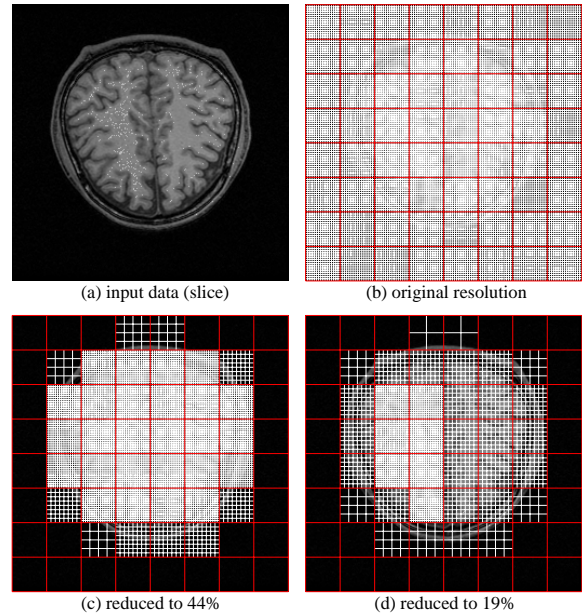 (a) input data (slice)
(b) original resolution
(c) reduced to 44%
(d) reduced to 19%